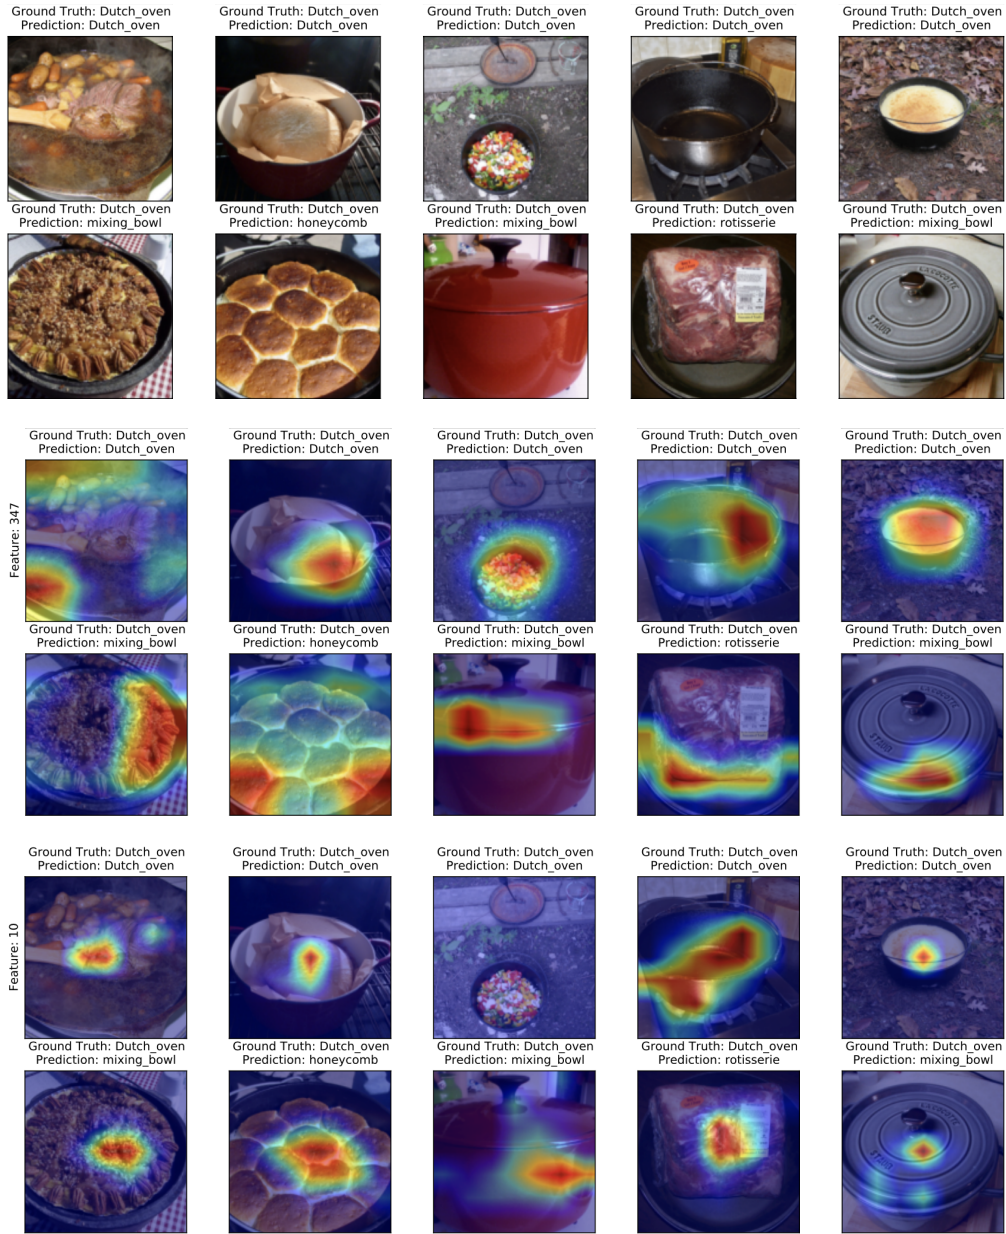 Ground Truth: Dutch_oven Ground Truth: Dutch_oven Ground Truth: Dutch_oven Ground Truth: Dutch_oven Ground Truth: Dutch_oven
Prediction: Dutch_oven Prediction: Dutch_oven Prediction: Dutch_oven Prediction: Dutch_oven Prediction: Dutch_oven
Ground Truth: Dutch_oven Ground Truth: Dutch_oven Ground Truth: Dutch_oven Ground Truth: Dutch_oven Ground Truth: Dutch_oven
Prediction: mixing_bowl Prediction: honeycomb Prediction: mixing_bowl Prediction: rotisserie Prediction: mixing_bowl
STAUB
Ground Truth: Dutch_oven Ground Truth: Dutch_oven Ground Truth: Dutch_oven Ground Truth: Dutch_oven Ground Truth: Dutch_oven
Prediction: Dutch_oven Prediction: Dutch_oven Prediction: Dutch_oven Prediction: Dutch_oven Prediction: Dutch_oven
Feature: 347
Ground Truth: Dutch_oven Ground Truth: Dutch_oven Ground Truth: Dutch_oven Ground Truth: Dutch_oven Ground Truth: Dutch_oven
Prediction: mixing_bowl Prediction: honeycomb Prediction: mixing_bowl Prediction: rotisserie Prediction: mixing_bowl
Ground Truth: Dutch_oven Ground Truth: Dutch_oven Ground Truth: Dutch_oven Ground Truth: Dutch_oven Ground Truth: Dutch_oven
Prediction: Dutch_oven Prediction: Dutch_oven Prediction: Dutch_oven Prediction: Dutch_oven Prediction: Dutch_oven
Feature: 10
Ground Truth: Dutch_oven Ground Truth: Dutch_oven Ground Truth: Dutch_oven Ground Truth: Dutch_oven Ground Truth: Dutch_oven
Prediction: mixing_bowl Prediction: honeycomb Prediction: mixing_bowl Prediction: rotisserie Prediction: mixing_bowl